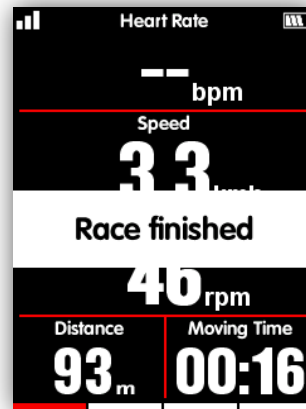 Heart Rate
-- bpm
Speed
3.3
Race finished
46 rpm
Distance
Moving Time
93 m
00:16